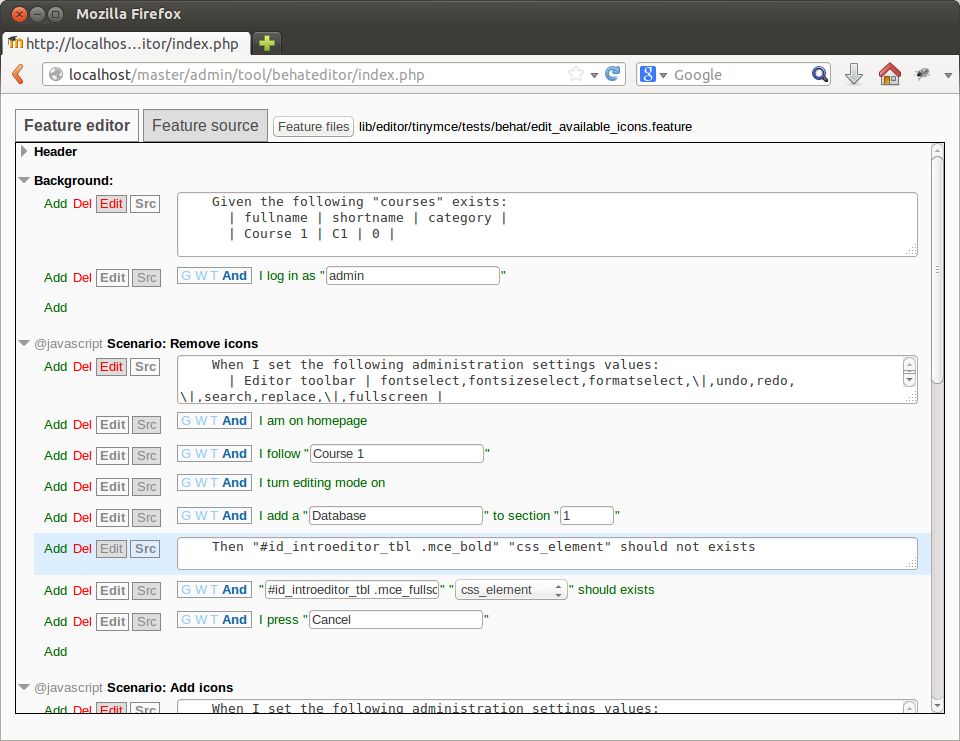 Mozilla Firefox
http://localhos...itor/index.php
localhost/master/admin/tool/behateditor/index.php
Google
Feature editor Feature source Feature files lib/editor/tinymce/tests/behat/edit_available_icons.feature
Header
Background:
Add Del Edit Src Given the following "courses" exists:
| fullname | shortname | category |
| Course 1 | C1 | 0 |
Add Del Edit Src G W T And I log in as "admin"
Add
@javascript Scenario: Remove icons
Add Del Edit Src When I set the following administration settings values:
| Editor toolbar | fontselect,fontsizeselect,formatselect,\|,undo,redo,
\|,search,replace,\|,fullscreen |
Add Del Edit Src G W T And I am on homepage
Add Del Edit Src G W T And I follow "Course 1"
Add Del Edit Src G W T And I turn editing mode on
Add Del Edit Src G W T And I add a "Database" to section "1"
Add Del Edit Src Then "#id_introeditor_tbl .mce_bold" "css_element" should not exists
Add Del Edit Src G W T And "#id_introeditor_tbl .mce_fullsc" "css_element" should exists
Add Del Edit Src G W T And I press "Cancel"
Add
@javascript Scenario: Add icons
Add Del Edit Src When I set the following administration settings values: